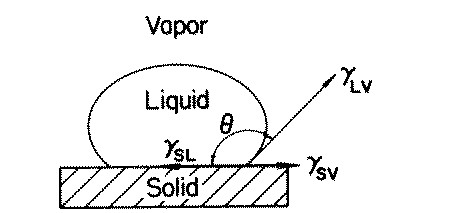 Vapor
Liquid
γLV
θ
γSL
γSV
Solid